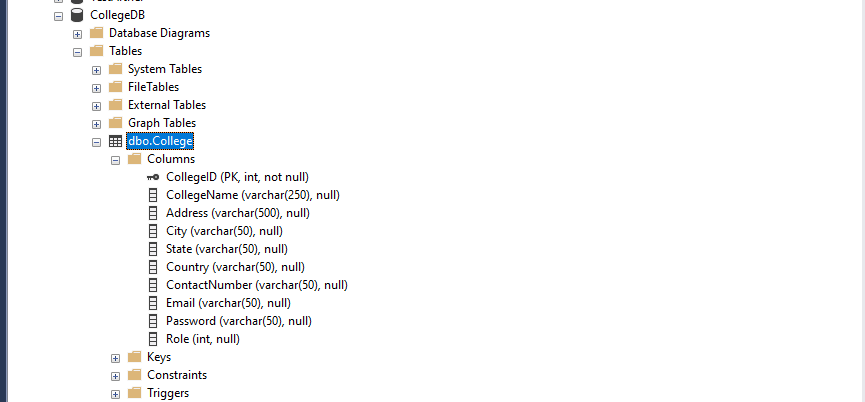 CollegeDB
Database Diagrams
Tables
System Tables
FileTables
External Tables
Graph Tables
dbo.College
Columns
CollegeID (PK, int, not null)
CollegeName (varchar(250), null)
Address (varchar(500), null)
City (varchar(50), null)
State (varchar(50), null)
Country (varchar(50), null)
ContactNumber (varchar(50), null)
Email (varchar(50), null)
Password (varchar(50), null)
Role (int, null)
Keys
Constraints
Triggers